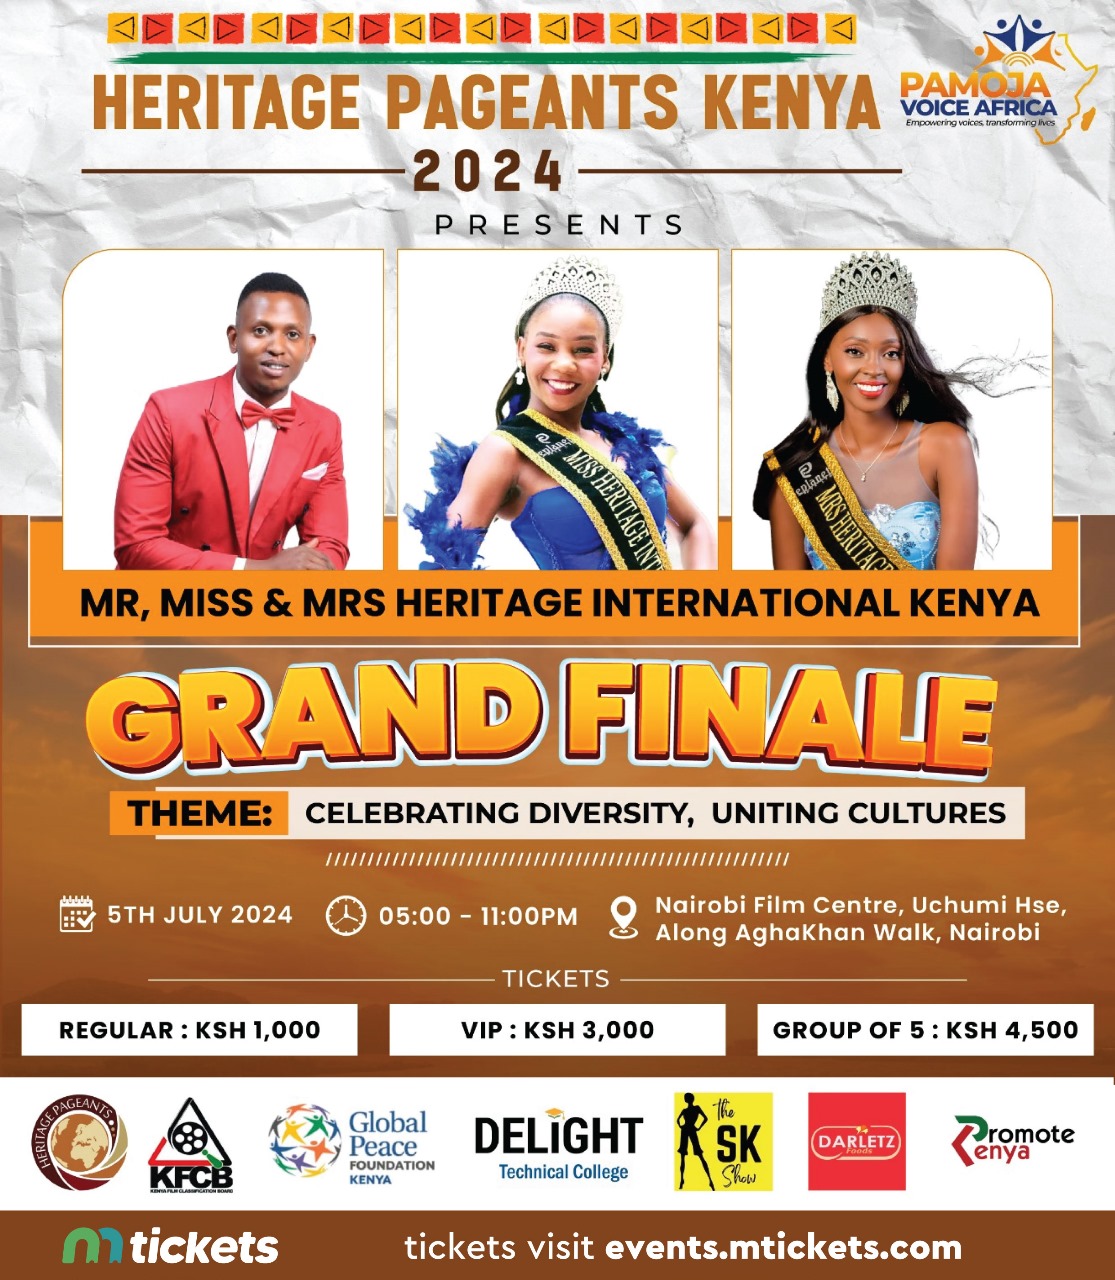 HERITAGE PAGEANTS KENYA
PAMOJA
VOICE AFRICA
Empowering voices, transforming lives
2024
PRESENTS
MISS HERITAGE INT
MRS HERITAGE
MR, MISS & MRS HERITAGE INTERNATIONAL KENYA
GRAND FINALE
THEME: CELEBRATING DIVERSITY, UNITING CULTURES
5TH JULY 2024
05:00 - 11:00PM
Nairobi Film Centre, Uchumi Hse,
Along AghaKhan Walk, Nairobi
TICKETS
REGULAR : KSH 1,000
VIP : KSH 3,000
GROUP OF 5 : KSH 4,500
HERITAGE PAGEANTS
KFCB
KENYA FILM CLASSIFICATION BOARD
Global
Peace
FOUNDATION
KENYA
DELiGHT
Technical College
the
SK
Show
DARLETZ
Foods
Promote
Kenya
m tickets
tickets visit events.mtickets.com